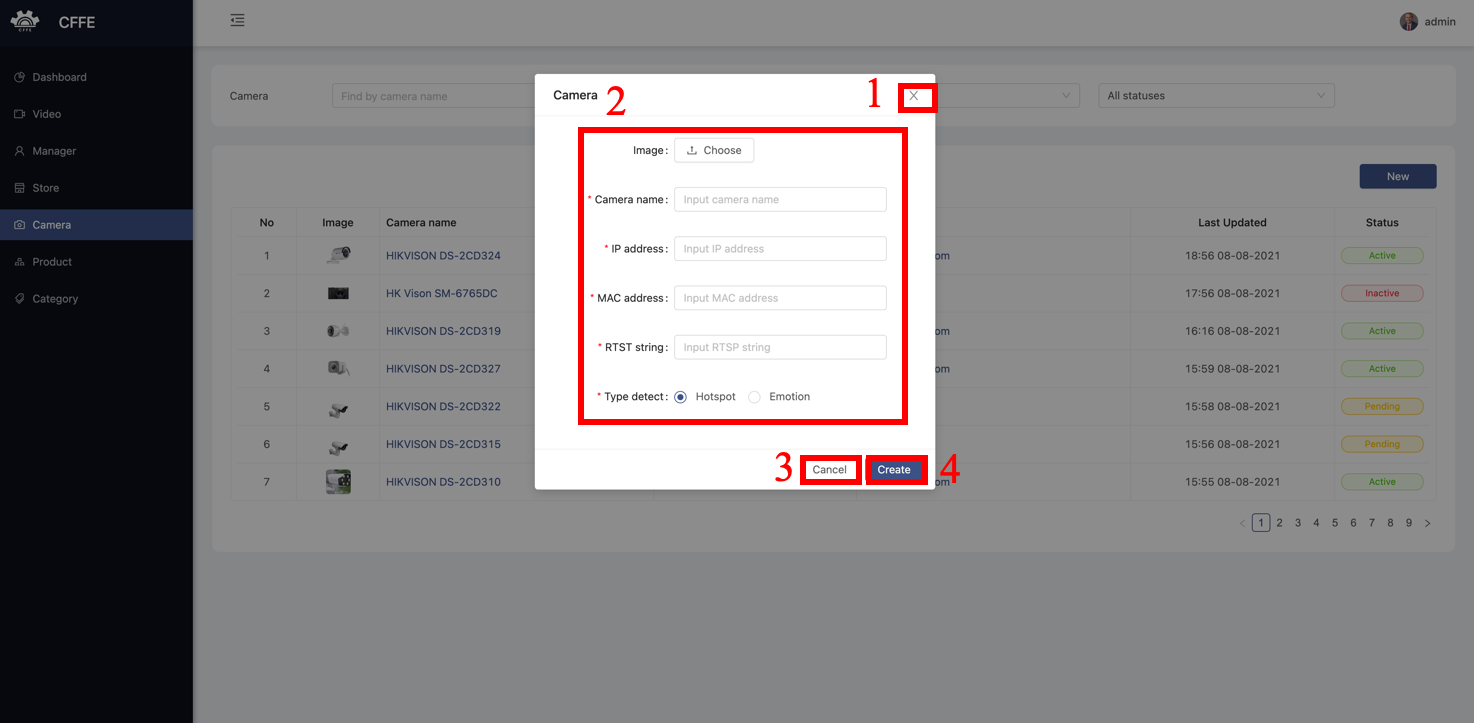 CFFE
CFFE
admin
Dashboard
Video
Manager
Store
Camera
Product
Category
Camera
Find by camera name
All statuses
New
No
Image
Camera name
Last Updated
Status
1
HIKVISON DS-2CD324
om
18:56 08-08-2021
Active
2
HK Vison SM-6765DC
17:56 08-08-2021
Inactive
3
HIKVISON DS-2CD319
om
16:16 08-08-2021
Active
4
HIKVISON DS-2CD327
om
15:59 08-08-2021
Active
5
HIKVISON DS-2CD322
15:58 08-08-2021
Pending
6
HIKVISON DS-2CD315
15:56 08-08-2021
Pending
7
HIKVISON DS-2CD310
om
15:55 08-08-2021
Active
< 1 2 3 4 5 6 7 8 9 >
Camera
2
1
Image:
Choose
* Camera name:
Input camera name
* IP address:
Input IP address
* MAC address:
Input MAC address
* RTST string:
Input RTSP string
* Type detect:
Hotspot
Emotion
3
Cancel
Create
4